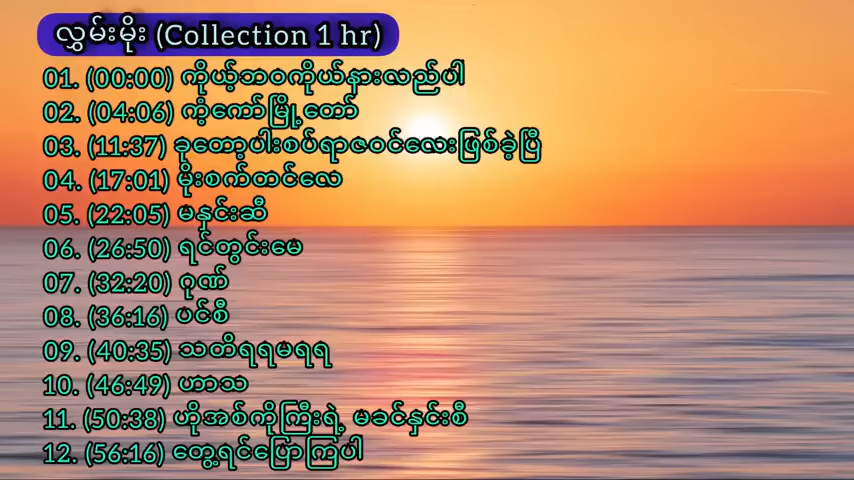 လွှမ်းမိုး (Collection 1 hr)
01. (00:00) ကိုယ့်ဘဝကိုယ်နားလည်ပါ
02. (04:06) ကံ့ကော်မြို့တော်
03. (11:37) ခုတော့ပါးစပ်ရာဇဝင်လေးဖြစ်ခဲ့ပြီ
04. (17:01) မိုးစက်တင်လေ
05. (22:05) မနှင်းဆီ
06. (26:50) ရင်တွင်းမေ
07. (32:20) ဂုဏ်
08. (36:16) ပင်စီ
09. (40:35) သတိရရမရရ
10. (46:49) ဟာသ
11. (50:38) ဟိုအစ်ကိုကြီးရဲ့ မခင်နှင်းစီ
12. (56:16) တွေ့ရင်ပြောကြပါ